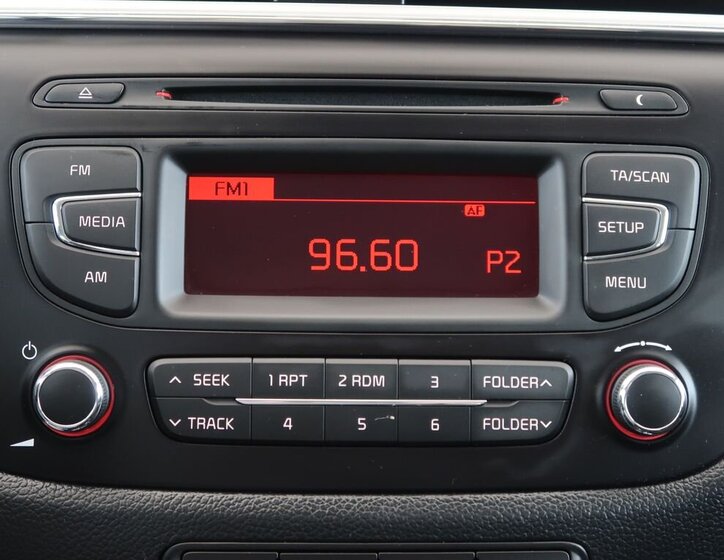 FM
MEDIA
AM
FM1
AF
96.60 P2
TA/SCAN
SETUP
MENU
SEEK 1 RPT 2 RDM 3 FOLDER
TRACK 4 5 6 FOLDER